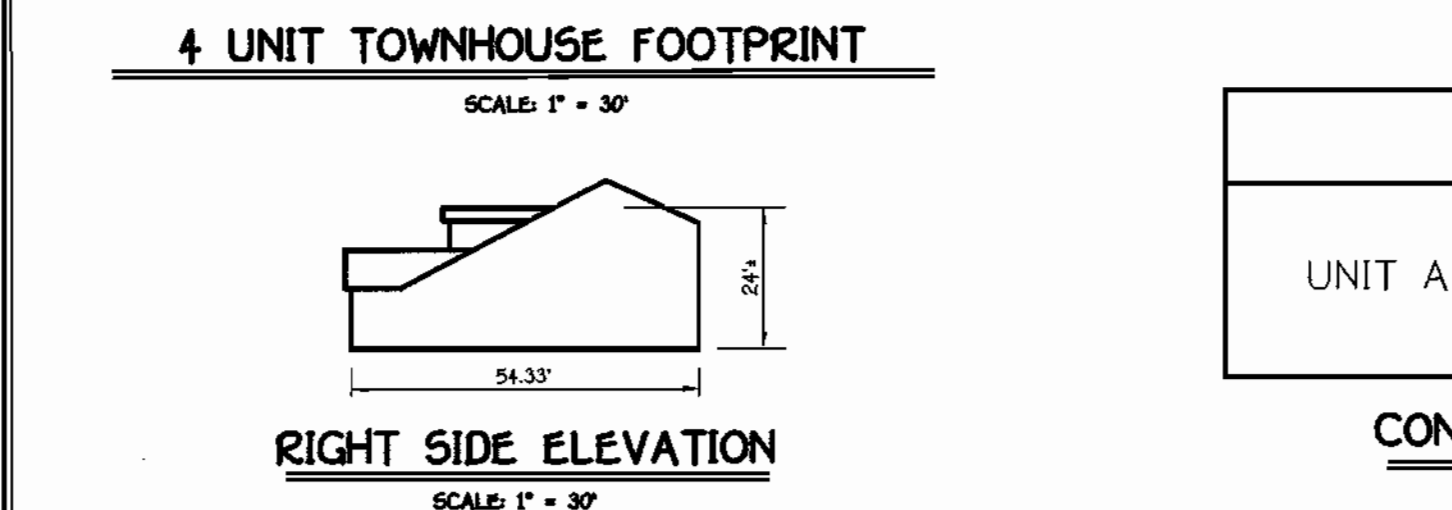 4 UNIT TOWNHOUSE FOOTPRINT
SCALE: 1" = 30'
24'±
54.33'
UNIT A
RIGHT SIDE ELEVATION
SCALE: 1" = 30'
CON